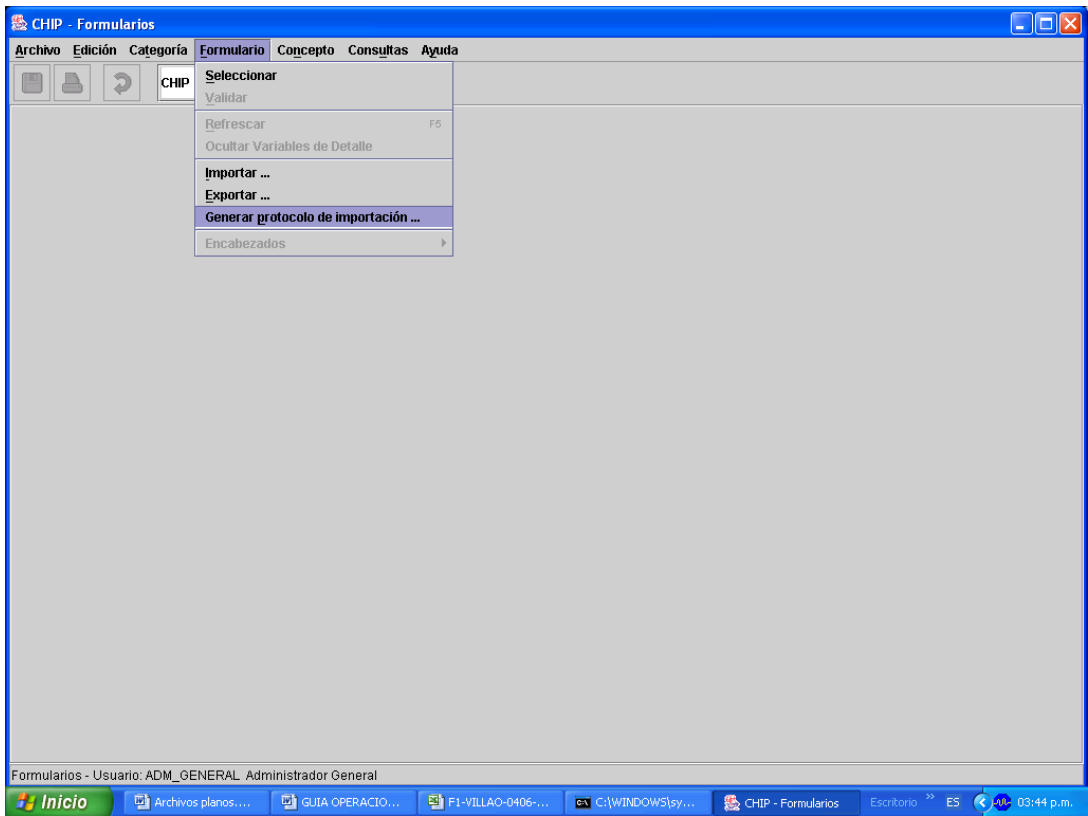 CHIP - Formularios
Archivo Edición Categoría Formulario Concepto Consultas Ayuda
CHIP
Seleccionar
Validar
Refrescar F5
Ocultar Variables de Detalle
Importar ...
Exportar ...
Generar protocolo de importación ...
Encabezados
Formularios - Usuario: ADM_GENERAL Administrador General
Inicio Archivos planos.... GUIA OPERACIO... F1-VILLAO-0406-... C:\WINDOWS\sy... CHIP - Formularios Escritorio » ES 03:44 p.m.